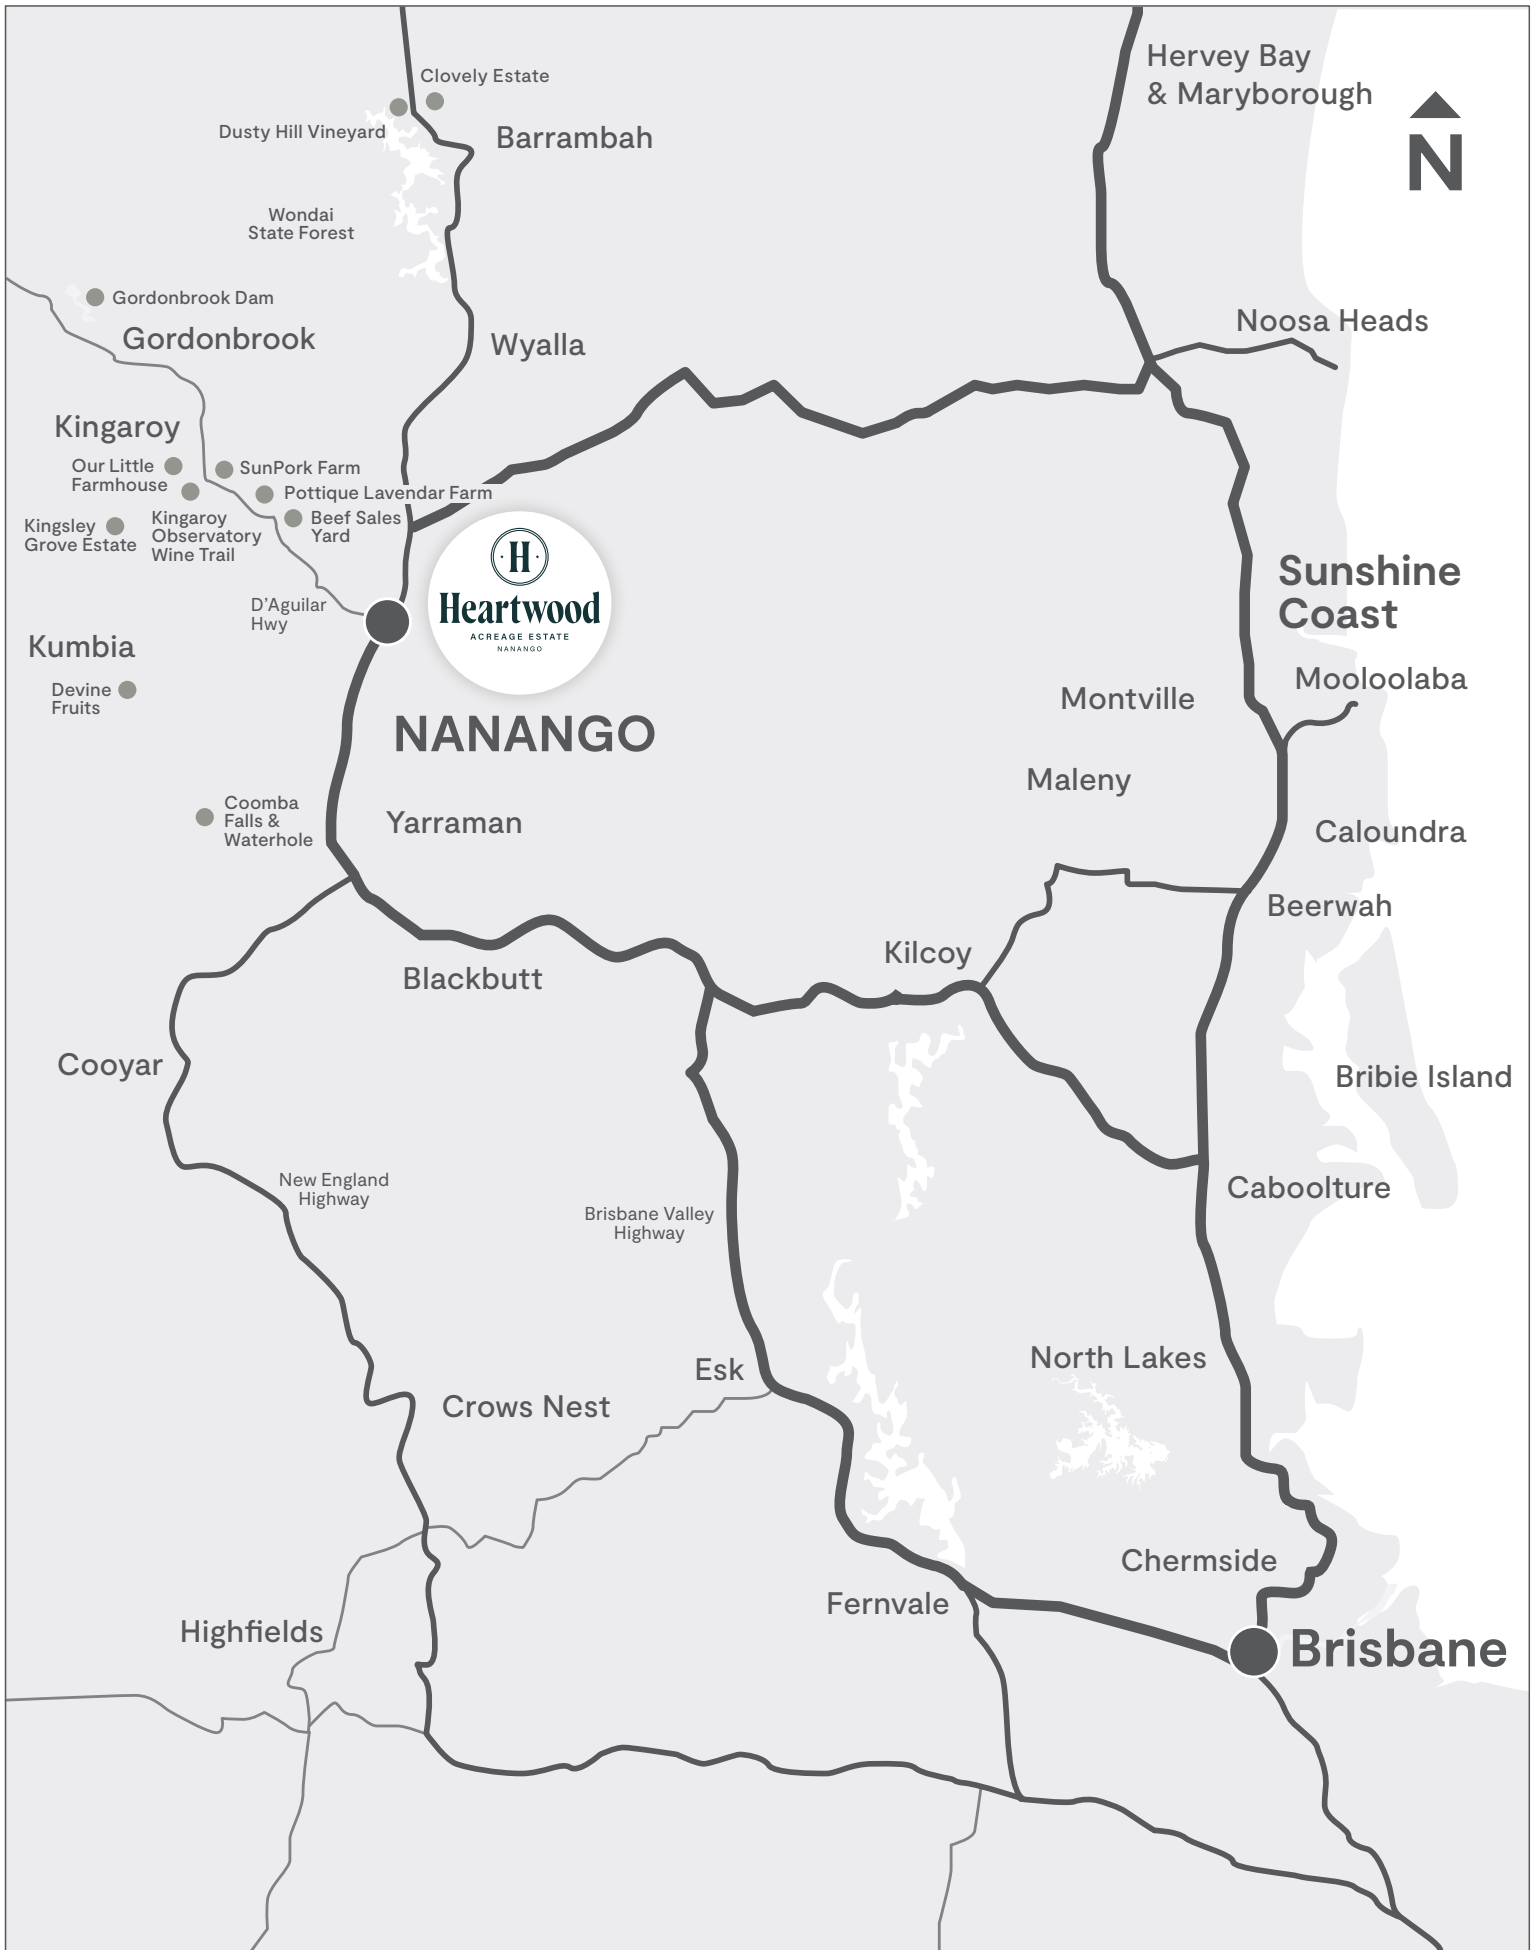 Hervey Bay
& Maryborough
N
Clovely Estate
Dusty Hill Vineyard
Barrambah
Wondai
State Forest
Gordonbrook Dam
Gordonbrook
Wyalla
Noosa Heads
Kingaroy
Our Little
Farmhouse
SunPork Farm
Pottique Lavendar Farm
Kingsley
Grove Estate
Kingaroy
Observatory
Wine Trail
Beef Sales
Yard
H
Heartwood
ACREAGE ESTATE
NANANGO
D'Aguilar
Hwy
Sunshine
Coast
Kumbia
Devine
Fruits
Mooloolaba
Montville
NANANGO
Maleny
Coomba
Falls &
Waterhole
Yarraman
Caloundra
Beerwah
Kilcoy
Blackbutt
Cooyar
Bribie Island
New England
Highway
Brisbane Valley
Highway
Caboolture
Esk
North Lakes
Crows Nest
Chermside
Fernvale
Highfields
Brisbane